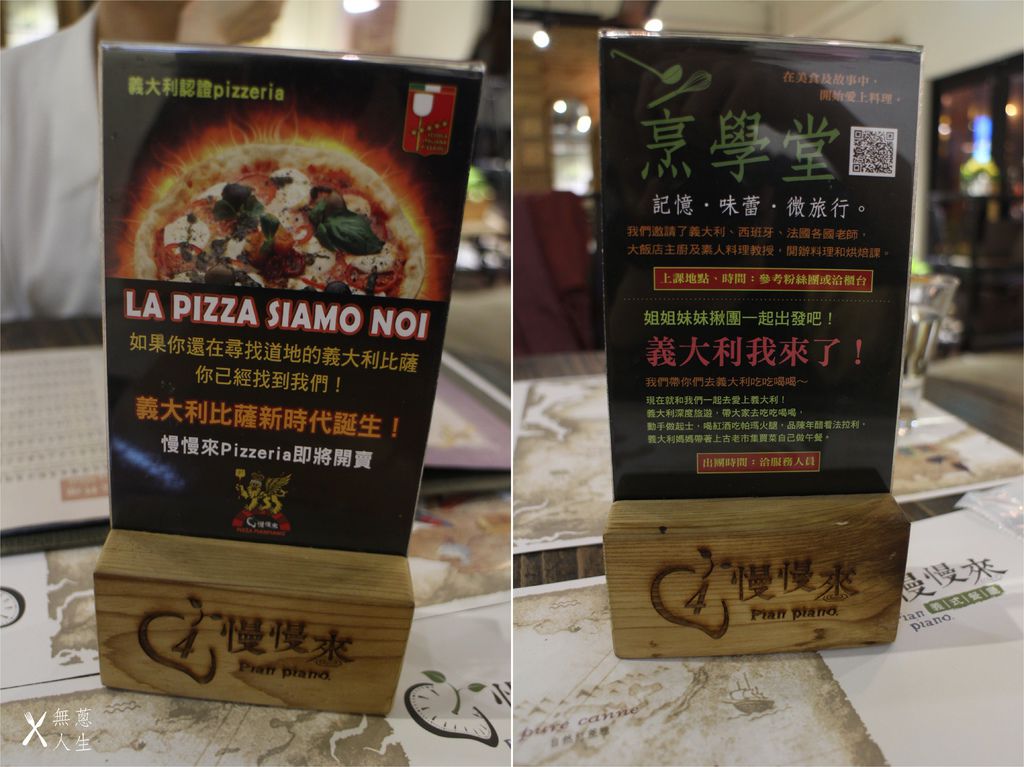 義大利認證pizzeria
LA PIZZA SIAMO NOI
如果你還在尋找道地的義大利比薩
你已經找到我們！
義大利比薩新時代誕生！
慢慢來Pizzeria即將開賣
慢慢來
PIZZA PIANPIANO
慢慢來
Pian piano.
無蔥
人生
在美食及故事中，
開始愛上料理。
烹學堂
記憶・味蕾・微旅行。
我們邀請了義大利、西班牙、法國各國老師，
大飯店主廚及素人料理教授，開辦料理和烘焙課。
上課地點、時間：參考粉絲團或洽櫃台
姐姐妹妹揪團一起出發吧！
義大利我來了！
我們帶你們去義大利吃吃喝喝～
現在就和我們一起去愛上義大利！
義大利深度旅遊，帶大家去吃吃喝喝，
動手做起士，喝紅酒吃帕瑪火腿，品陳年醋看法拉利，
義大利媽媽帶著上古老市集買菜自己做午餐。
出團時間：洽服務人員
慢慢來
Pian piano.
慢慢來
義式餐廳
piano.
pure canne